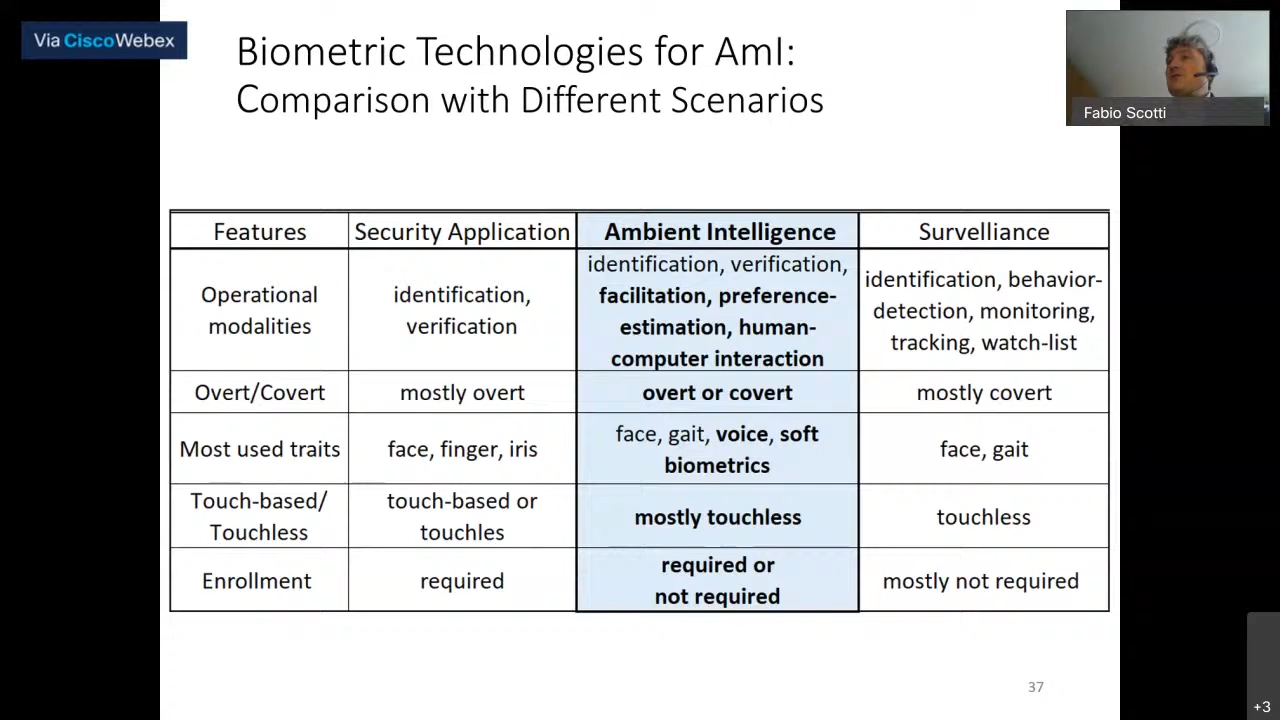 Via CiscoWebex
Biometric Technologies for AmI:
Comparison with Different Scenarios
Fabio Scotti
Features
Security Application
Ambient Intelligence
Survelliance
Operational
modalities
identification,
verification
identification, verification,
facilitation, preference-
estimation, human-
computer interaction
identification, behavior-
detection, monitoring,
tracking, watch-list
Overt/Covert
mostly overt
overt or covert
mostly covert
Most used traits
face, finger, iris
face, gait, voice, soft
biometrics
face, gait
Touch-based/
Touchless
touch-based or
touchles
mostly touchless
touchless
Enrollment
required
required or
not required
mostly not required
37
+3